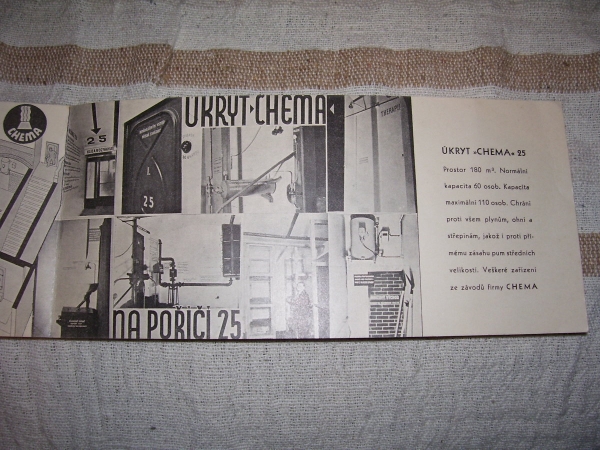 CHEMA
25
ÚKRYT CHEMA
25
NA POŘÍČÍ 25
ÚKRYT »CHEMA« 25
Prostor 180 m³. Normální
kapacita 60 osob. Kapacita
maximální 110 osob. Chrání
proti všem plynům, ohni a
střepinám, jakož i proti pří-
mému zásahu pum středních
velikostí. Veškeré zařízení
ze závodů firmy CHEMA